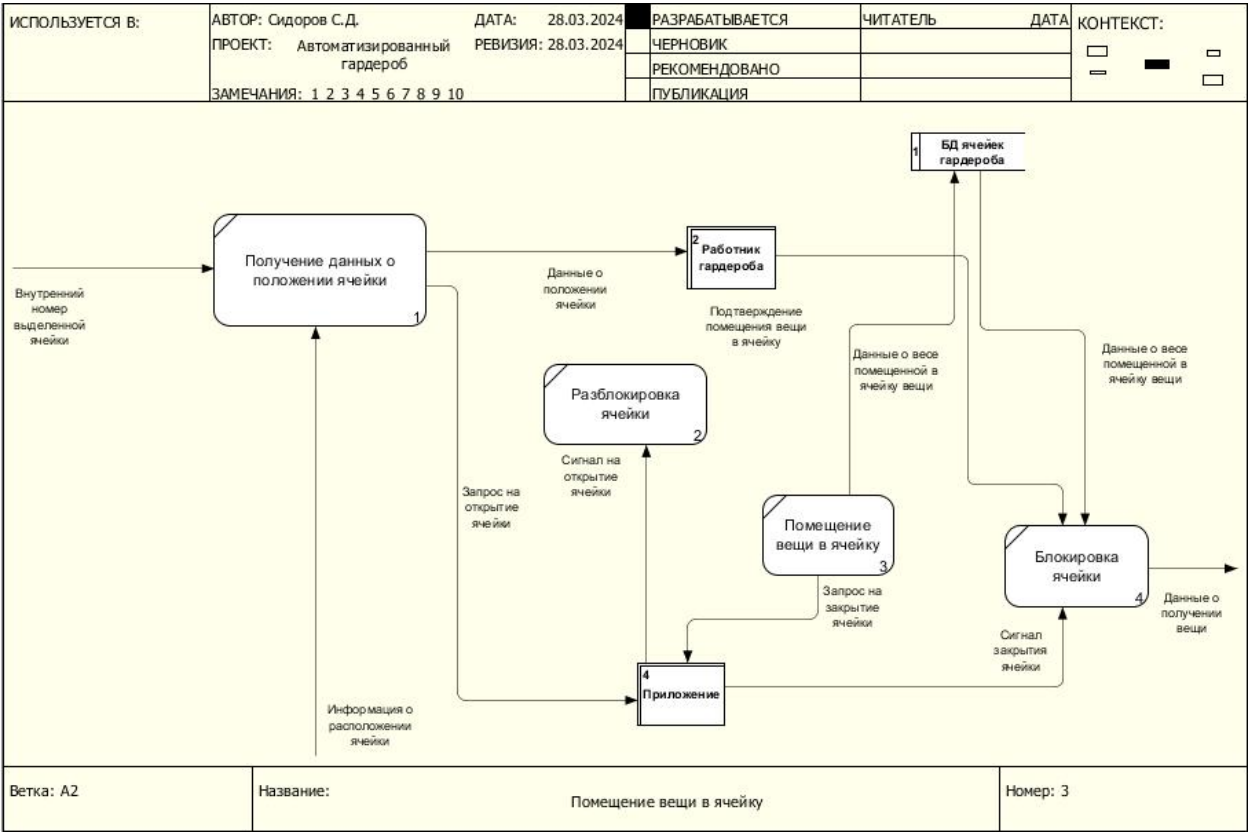 ИСПОЛЬЗУЕТСЯ В:
АВТОР: Сидоров С.Д.
ДАТА: 28.03.2024
ПРОЕКТ: Автоматизированный
гардероб
РЕВИЗИЯ: 28.03.2024
ЗАМЕЧАНИЯ: 1 2 3 4 5 6 7 8 9 10
РАЗРАБАТЫВАЕТСЯ
ЧЕРНОВИК
РЕКОМЕНДОВАНО
ПУБЛИКАЦИЯ
ЧИТАТЕЛЬ
ДАТА
КОНТЕКСТ:
1
БД ячейек
гардероба
Получение данных о
положении ячейки
1
2
Работник
гардероба
Внутренний
номер
выделенной
ячейки
Данные о
положении
ячейки
Подтверждение
помещения вещи
в ячейку
Данные о весе
помещенной в
ячейку вещи
Данные о весе
помещенной в
ячейку вещи
Разблокировка
ячейки
2
Сигнал на
открытие
ячейки
Запрос на
открытие
ячейки
Помещение
вещи в ячейку
3
Блокировка
ячейки
4
Запрос на
закрытие
ячейки
Данные о
получении
вещи
Сигнал
закрытия
ячейки
4
Приложение
Информация о
расположении
ячейки
Ветка: A2
Название:
Помещение вещи в ячейку
Номер: 3